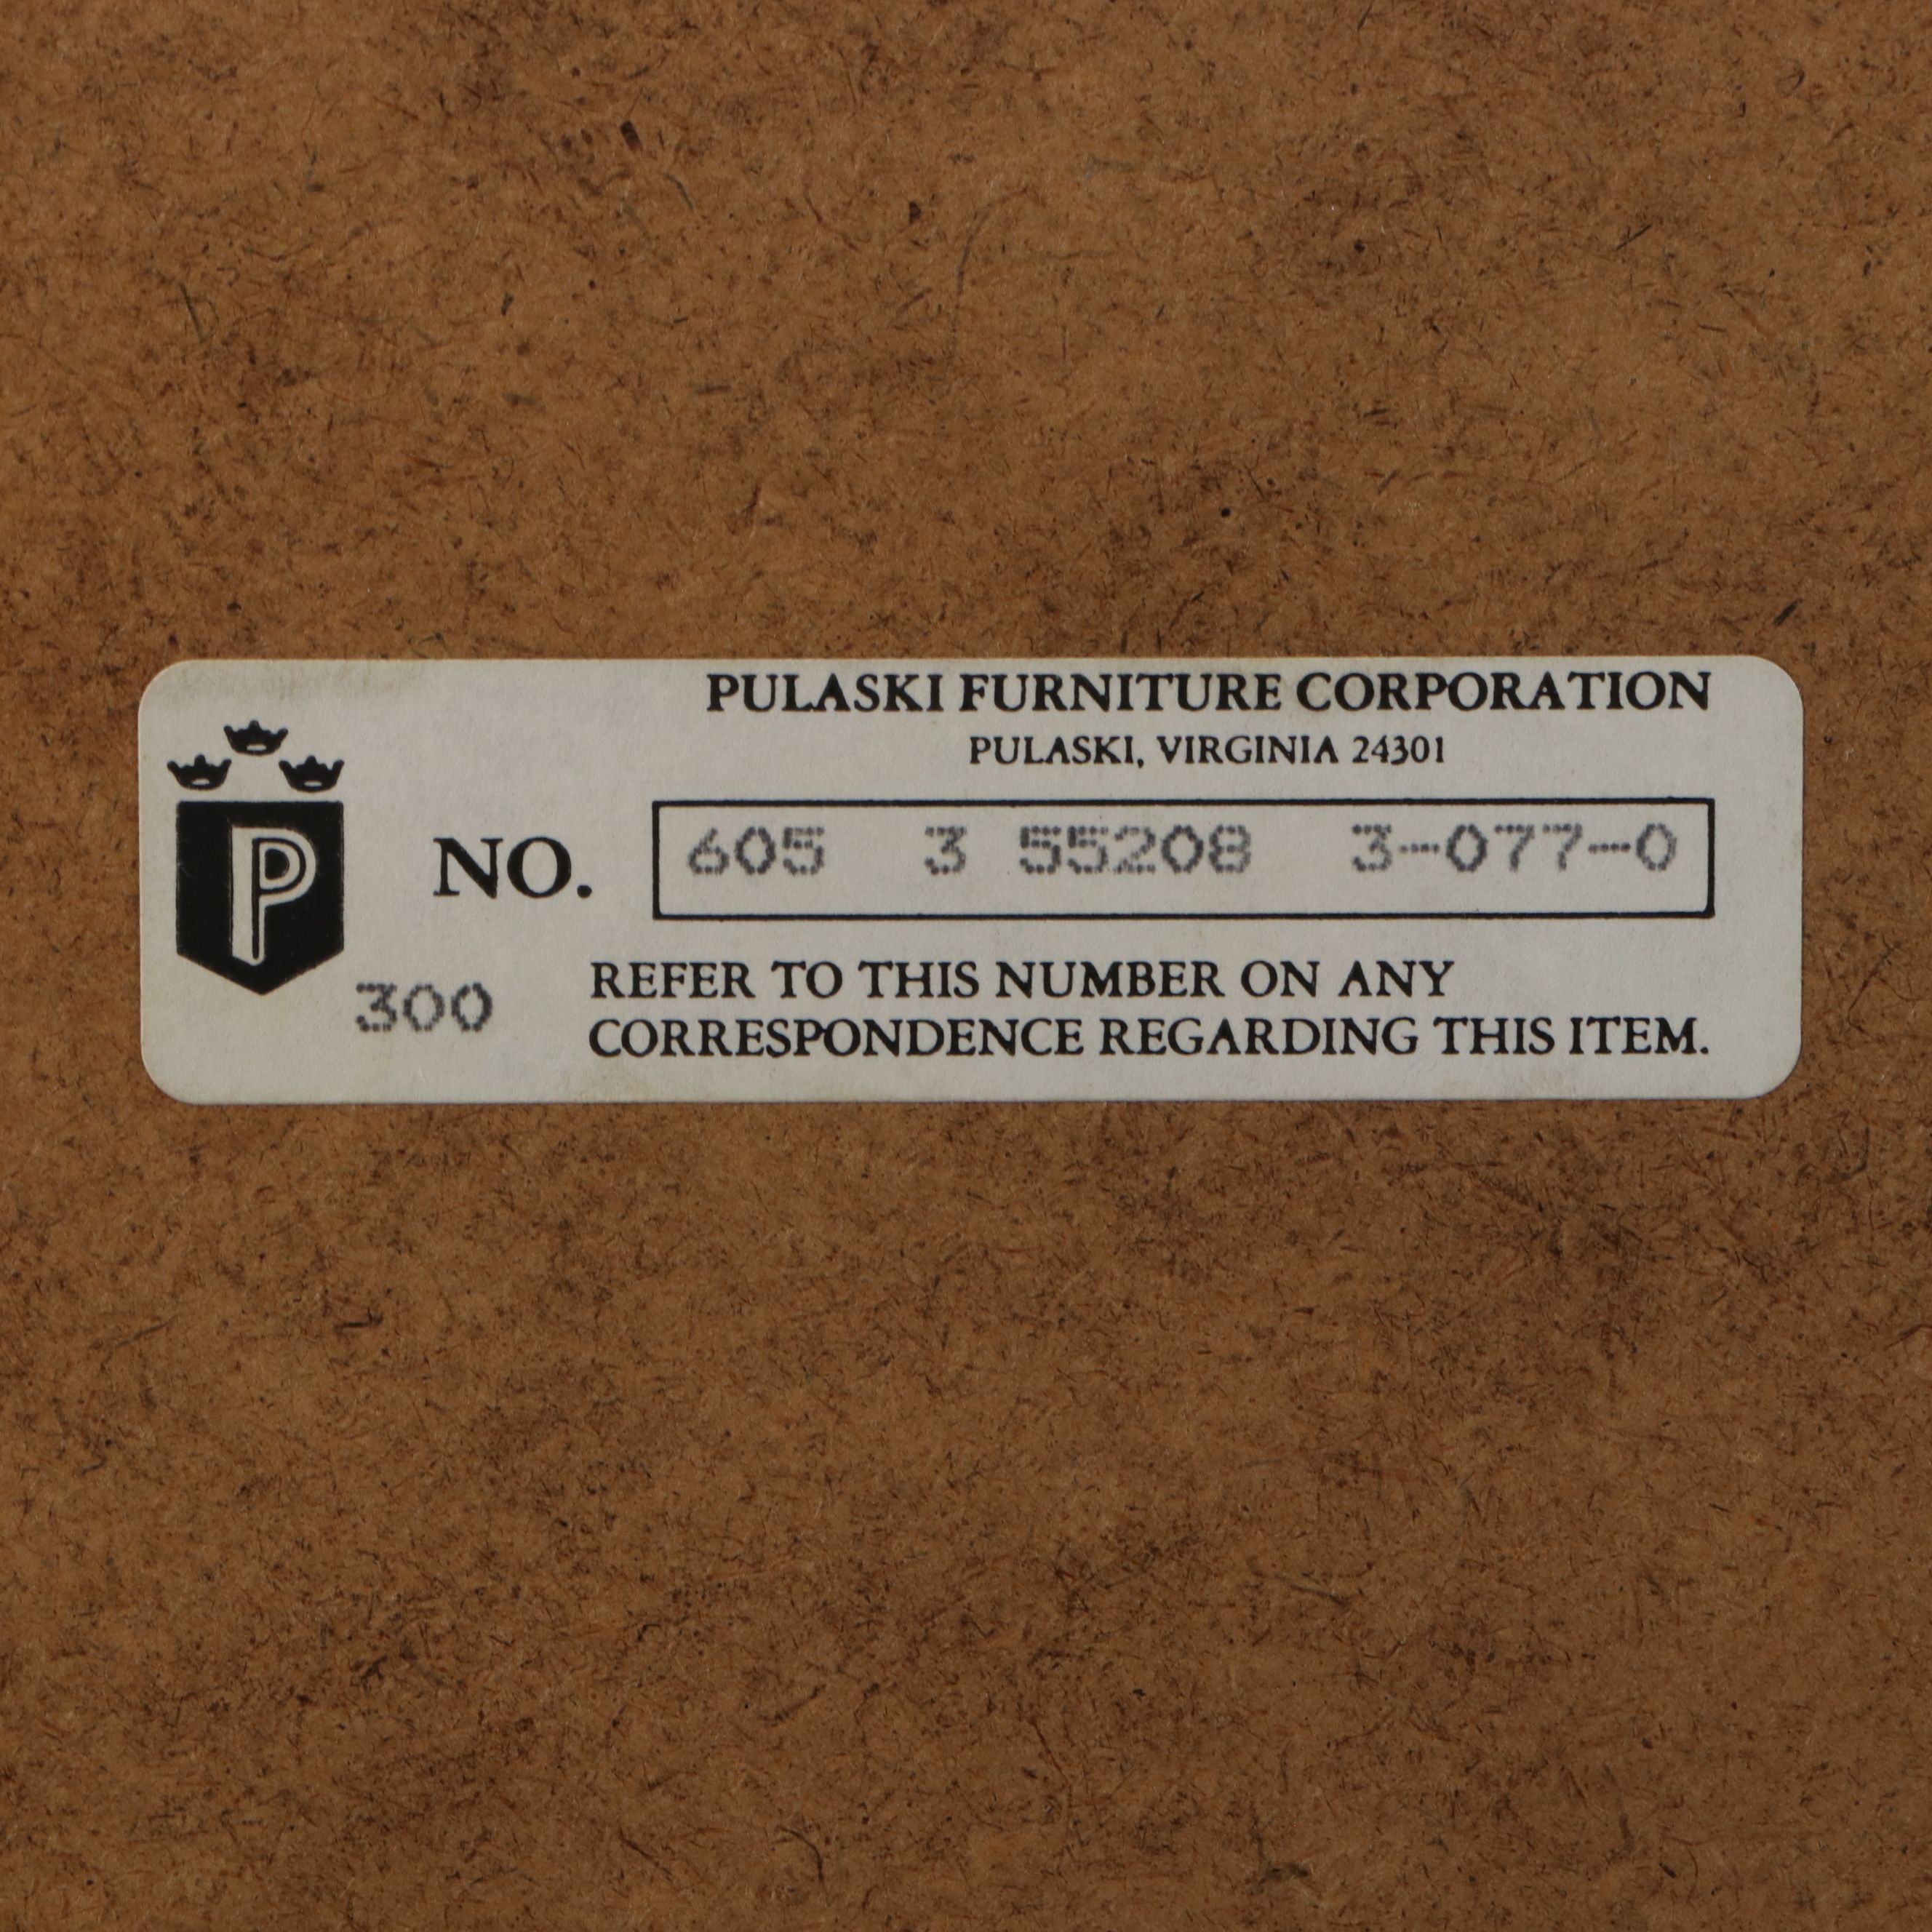 PULASKI FURNITURE CORPORATION
PULASKI, VIRGINIA 24301
P
NO. 605 3 55208 3-077-0
300
REFER TO THIS NUMBER ON ANY
CORRESPONDENCE REGARDING THIS ITEM.